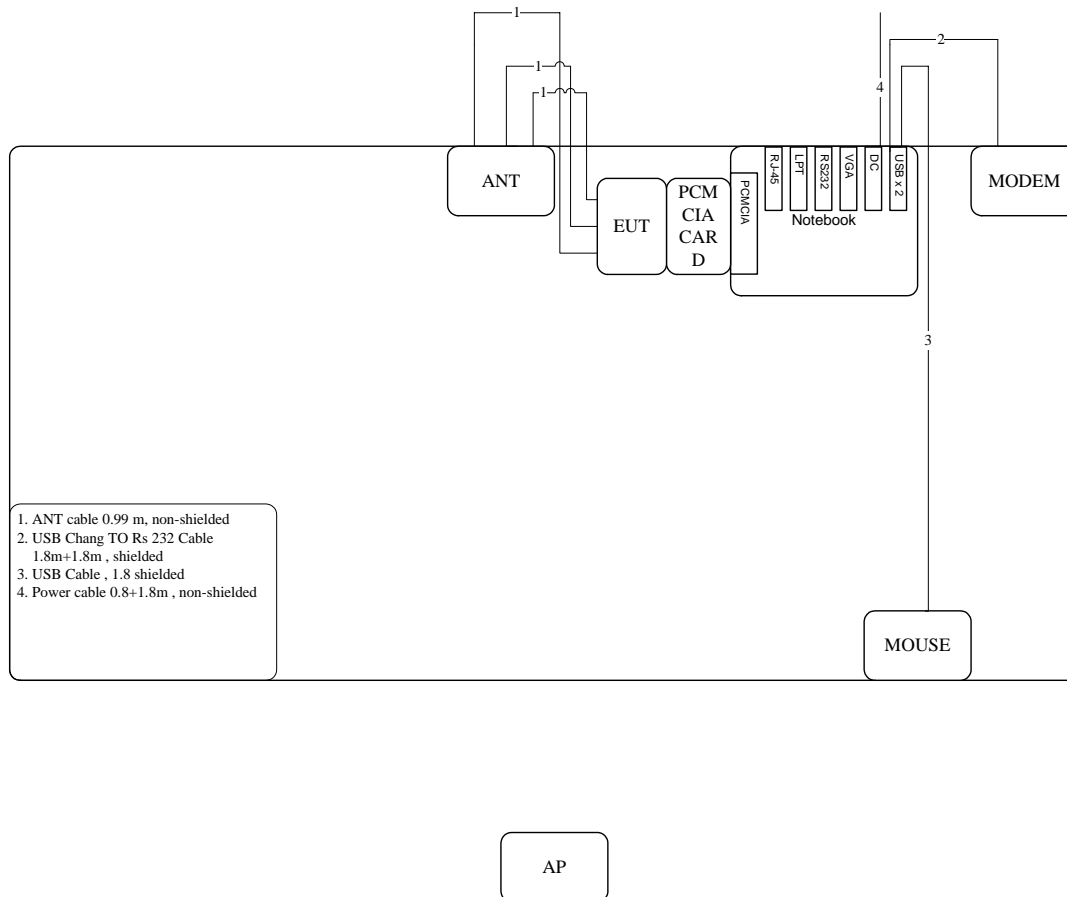 1
2
1
1
4
ANT
EUT
PCM
CIA
CAR
D
PCMCIA
RJ-45
LPT
RS232
VGA
DC
USB x 2
Notebook
MODEM
3
1. ANT cable 0.99 m, non-shielded
2. USB Chang TO Rs 232 Cable
1.8m+1.8m , shielded
3. USB Cable , 1.8 shielded
4. Power cable 0.8+1.8m , non-shielded
MOUSE
AP